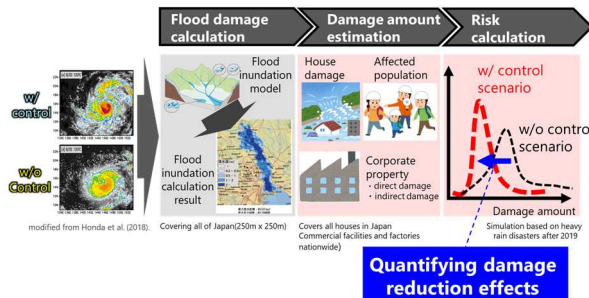 Flood damage
calculation
Damage amount
estimation
Risk
calculation
w/
control
w/o
Control
modified from Honda et al. (2018).
Flood
inundation
model
Flood
inundation
calculation
result
Covering all of Japan(250m x 250m)
House
damage
Affected
population
Corporate
property
・direct damage
・indirect damage
Covers all houses in Japan
Commercial facilities and factories
nationwide)
w/ control
scenario
w/o control
scenario
Damage amount
Simulation based on heavy
rain disasters after 2019
Quantifying damage
reduction effects